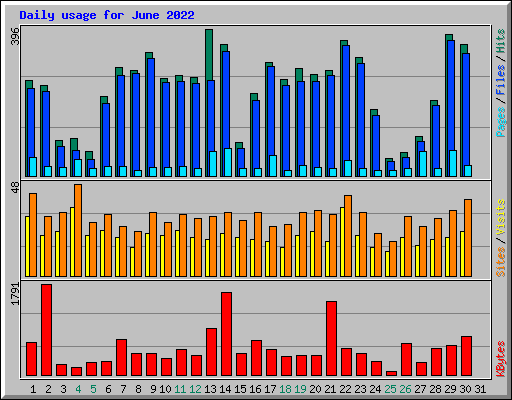 Daily usage for June 2022
396
Pages / Files / Hits
48
Sites / Visits
1791
KBytes
1 2 3 4 5 6 7 8 9 10 11 12 13 14 15 16 17 18 19 20 21 22 23 24 25 26 27 28 29 30 31